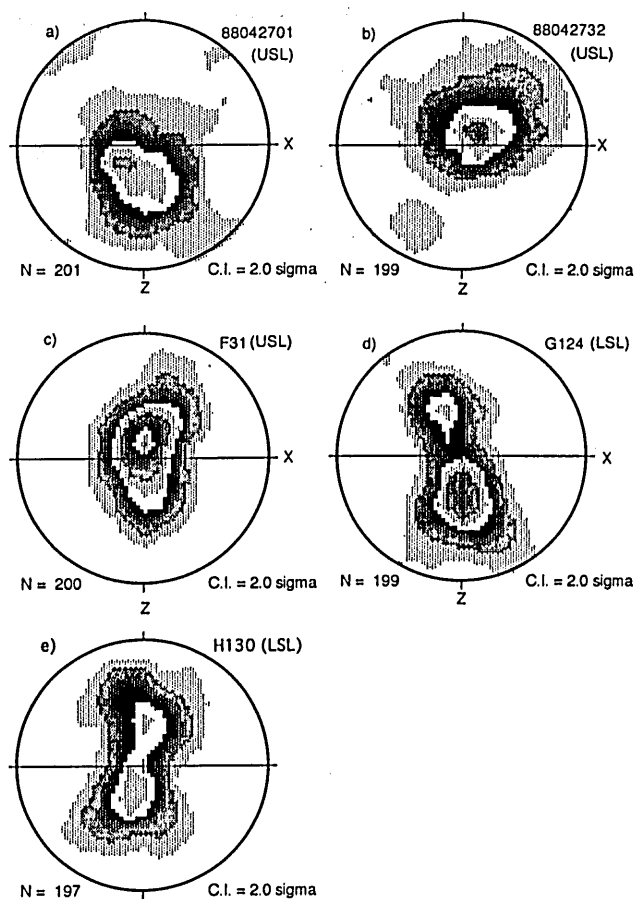 a) 88042701
(USL)
X
N = 201 C.I. = 2.0 sigma
Z
b) 88042732
(USL)
X
N = 199 C.I. = 2.0 sigma
Z
c) F31 (USL)
X
N = 200 C.I. = 2.0 sigma
Z
d) G124 (LSL)
X
N = 199 C.I. = 2.0 sigma
Z
e) H130 (LSL)
N = 197 C.I. = 2.0 sigma